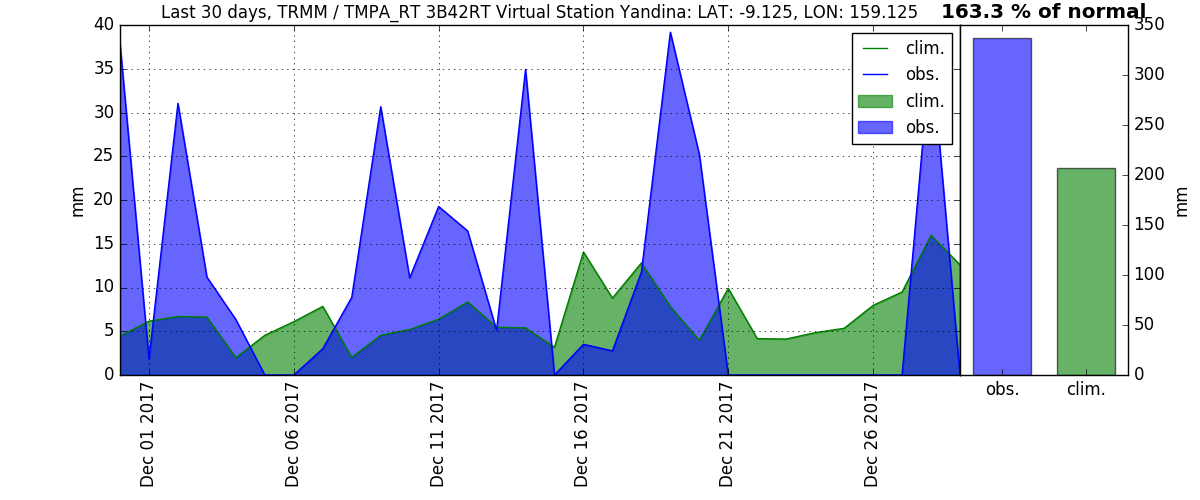 Last 30 days, TRMM / TMPA_RT 3B42RT Virtual Station Yandina: LAT: -9.125, LON: 159.125
163.3 % of normal
40
35
30
25
20
15
10
5
0
mm
clim.
obs.
clim.
obs.
350
300
250
200
150
100
50
0
mm
Dec 01 2017
Dec 06 2017
Dec 11 2017
Dec 16 2017
Dec 21 2017
Dec 26 2017
obs.
clim.